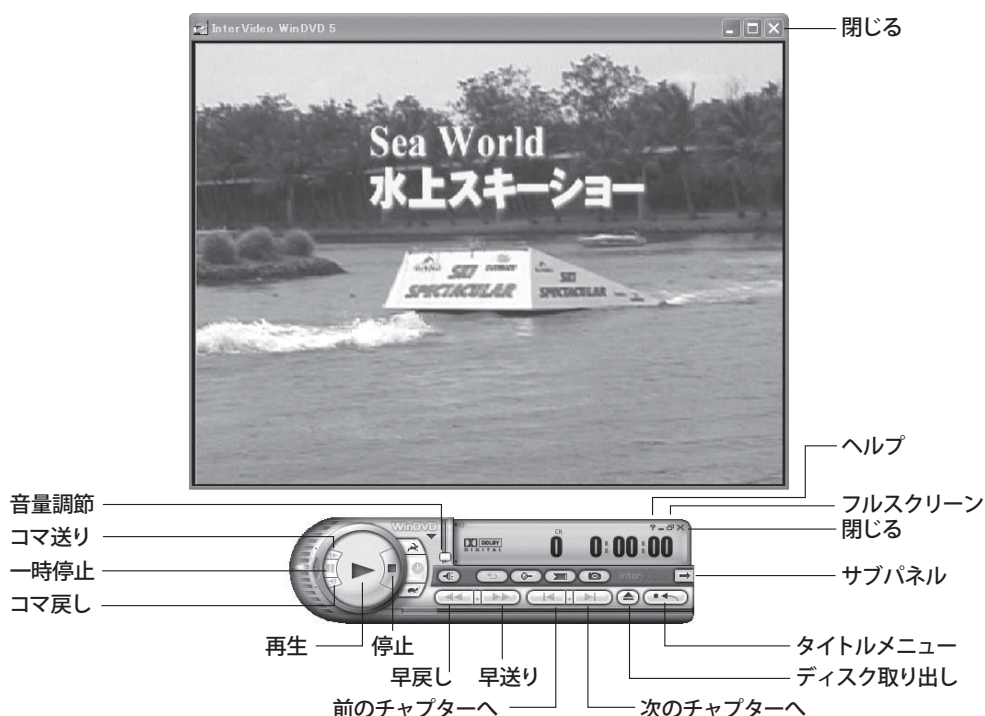 InterVideo WinDVD 5
閉じる
Sea World
水上スキーショー
SKI
SPECTACULAR
SKI
SPECTACULAR
ヘルプ
音量調節
フルスクリーン
コマ送り
閉じる
WinDVD
CH
DOLBY
DIGITAL
0 0:00:00
一時停止
サブパネル
コマ戻し
再生
停止
タイトルメニュー
早戻し
早送り
ディスク取り出し
前のチャプターへ
次のチャプターへ